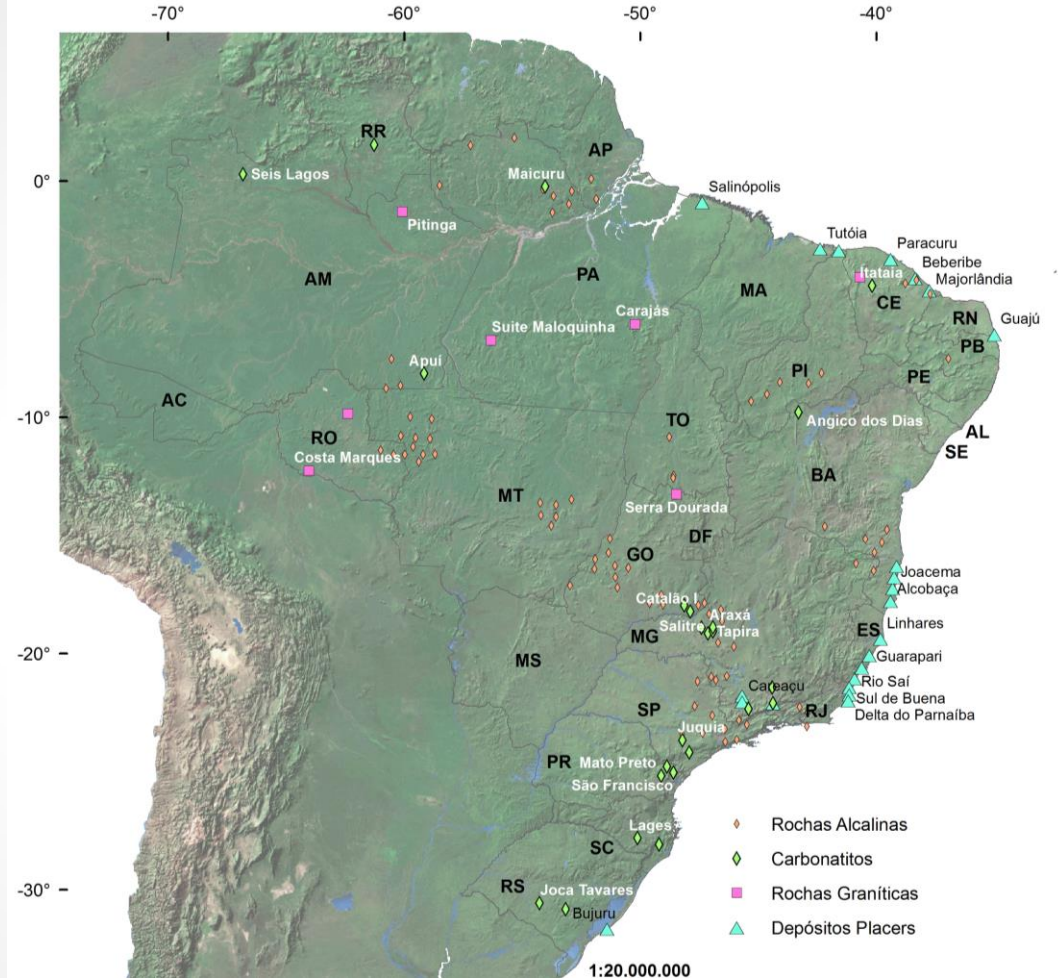 -70°
-60°
-50°
-40°
RR
AP
0°
Seis Lagos
Maicuru
Salinópolis
Pitinga
Tutóia
Paracuru
Beberibe
Itataia
Majorlândia
AM
PA
MA
CE
RN
Carajás
Suite Maloquinha
Guajú
PB
Apuí
PI
PE
AC
-10°
TO
Angico dos Dias
RO
AL
Costa Marques
SE
BA
MT
Serra Dourada
DF
GO
Joacema
Alcobaça
Catalão I
Araxá
Linhares
Salitre
Tapira
MG
ES
-20°
MS
Guarapari
Rio Saí
Careaçu
Sul de Buena
SP
RJ
Delta do Parnaíba
Juquia
PR
Mato Preto
São Francisco
Lages
Rochas Alcalinas
SC
Carbonatitos
RS
Joca Tavares
-30°
Rochas Graníticas
Bujuru
Depósitos Placers
1:20.000.000